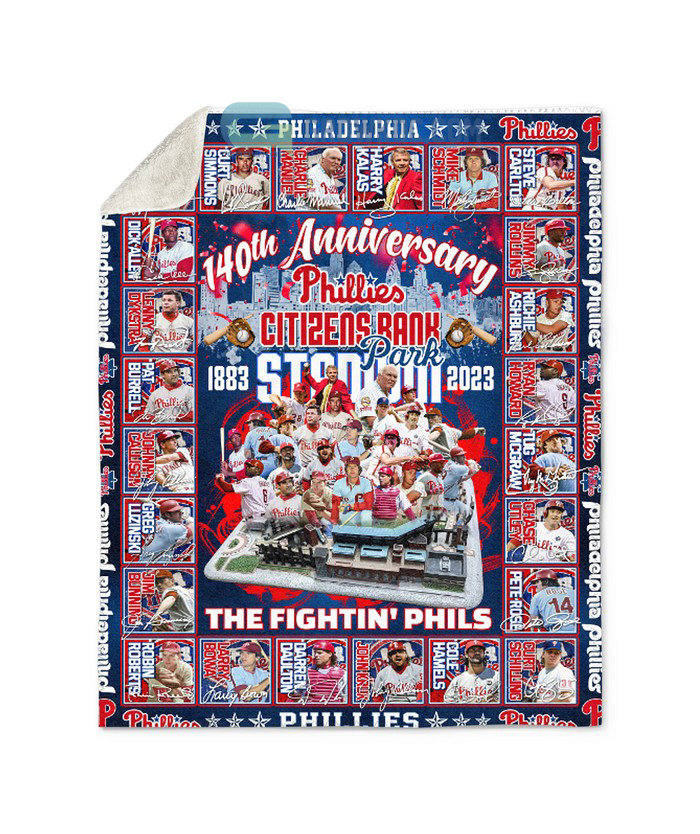 PHILADELPHIA
Phillies
CURT SIMMONS
CHARLIE MANUEL
HARRY KALAS
MIKE SCHMIDT
STEVE CARLTON
DICK ALLEN
JIMMY ROLLINS
LENNY DYKSTRA
RICHIE ASHBURN
PAT BURRELL
RYAN HOWARD
JOHNNY CALLISON
TUG MCGRAW
GREG LUZINSKI
CHASE UTLEY
JIM BUNNING
PETE ROSE
14
ROBIN ROBERTS
LARRY BOWA
DARREN DAULTON
JOHN KRUK
COLE HAMELS
CURT SCHILLING
140th Anniversary
Phillies
CITIZENS BANK
Park
STADIUM
1883
2023
THE FIGHTIN' PHILS
Phillies
PHILLIES
Phillies